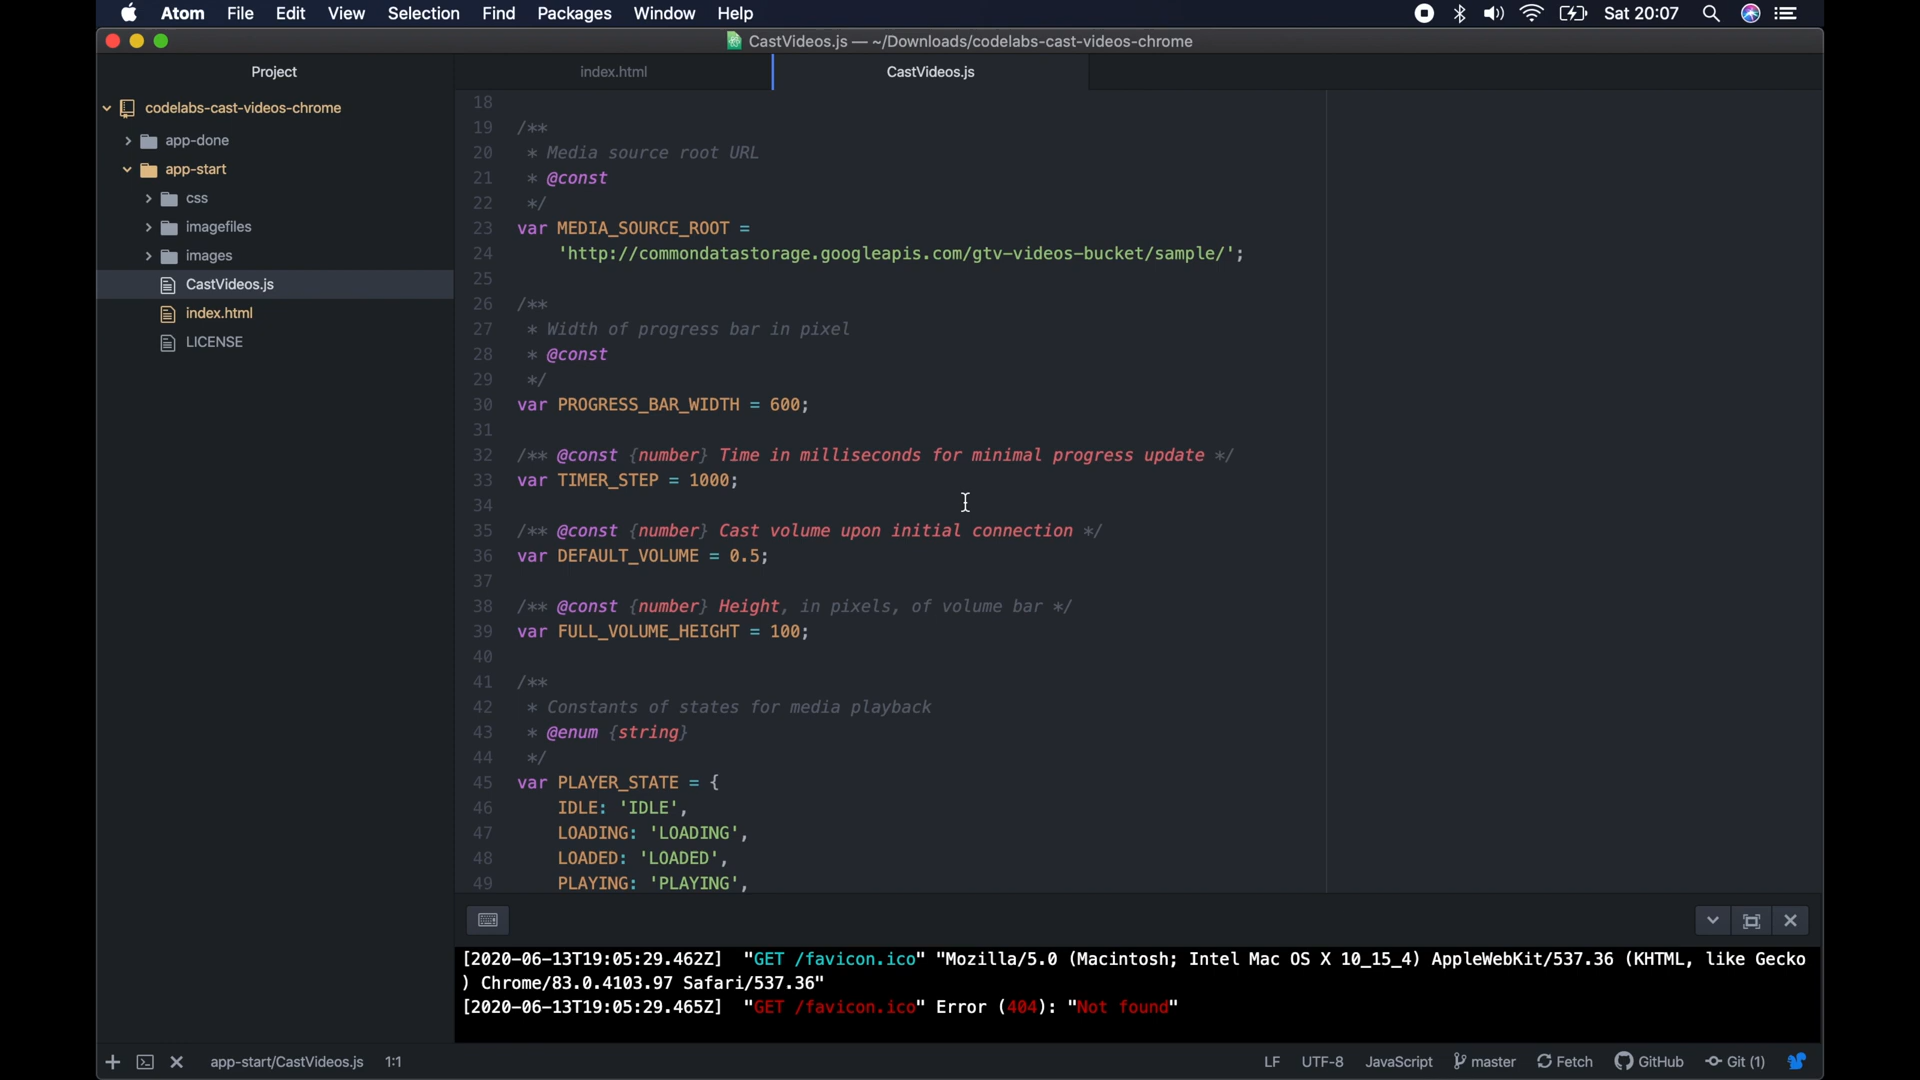 Atom File Edit View Selection Find Packages Window Help Sat 20:07
CastVideos.js — ~/Downloads/codelabs-cast-videos-chrome
Project
index.html
CastVideos.js
codelabs-cast-videos-chrome
app-done
app-start
css
imagefiles
images
CastVideos.js
index.html
LICENSE
18
19 /**
20 * Media source root URL
21 * @const
22 */
23 var MEDIA_SOURCE_ROOT =
24 'http://commondatastorage.googleapis.com/gtv-videos-bucket/sample/';
25
26 /**
27 * Width of progress bar in pixel
28 * @const
29 */
30 var PROGRESS_BAR_WIDTH = 600;
31
32 /** @const {number} Time in milliseconds for minimal progress update */
33 var TIMER_STEP = 1000;
34
35 /** @const {number} Cast volume upon initial connection */
36 var DEFAULT_VOLUME = 0.5;
37
38 /** @const {number} Height, in pixels, of volume bar */
39 var FULL_VOLUME_HEIGHT = 100;
40
41 /**
42 * Constants of states for media playback
43 * @enum {string}
44 */
45 var PLAYER_STATE = {
46 IDLE: 'IDLE',
47 LOADING: 'LOADING',
48 LOADED: 'LOADED',
49 PLAYING: 'PLAYING',
[2020-06-13T19:05:29.462Z] "GET /favicon.ico" "Mozilla/5.0 (Macintosh; Intel Mac OS X 10_15_4) AppleWebKit/537.36 (KHTML, like Gecko
) Chrome/83.0.4103.97 Safari/537.36"
[2020-06-13T19:05:29.465Z] "GET /favicon.ico" Error (404): "Not found"
app-start/CastVideos.js 1:1 LF UTF-8 JavaScript master Fetch GitHub Git (1)